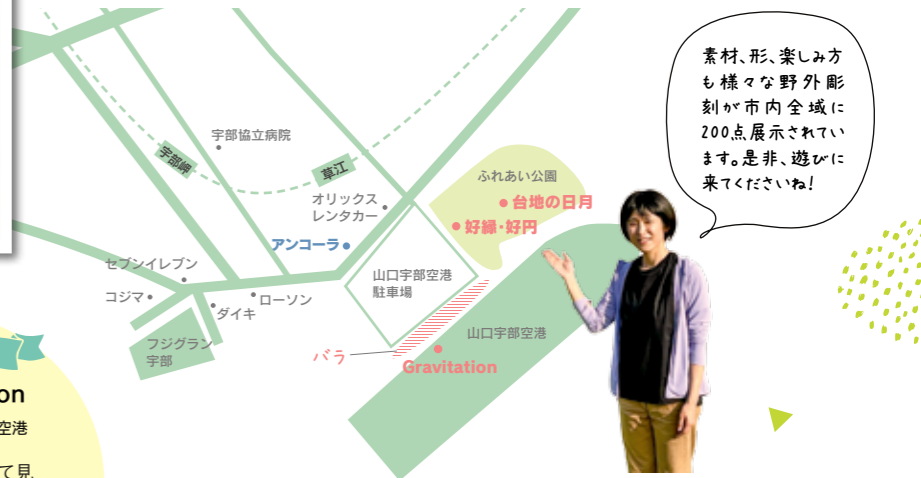 素材、形、楽しみ方
も様々な野外彫
刻が市内全域に
200点展示されてい
ます。是非、遊びに
来てくださいね!
宇部協立病院
宇部岬
草江
オリックス
レンタカー
ふれあい公園
台地の日月
好縁・好円
アンコーラ
セブンイレブン
コジマ
ダイキ
ローソン
山口宇部空港
駐車場
フジグラン
宇部
バラ
山口宇部空港
Gravitation
on
空港
て見